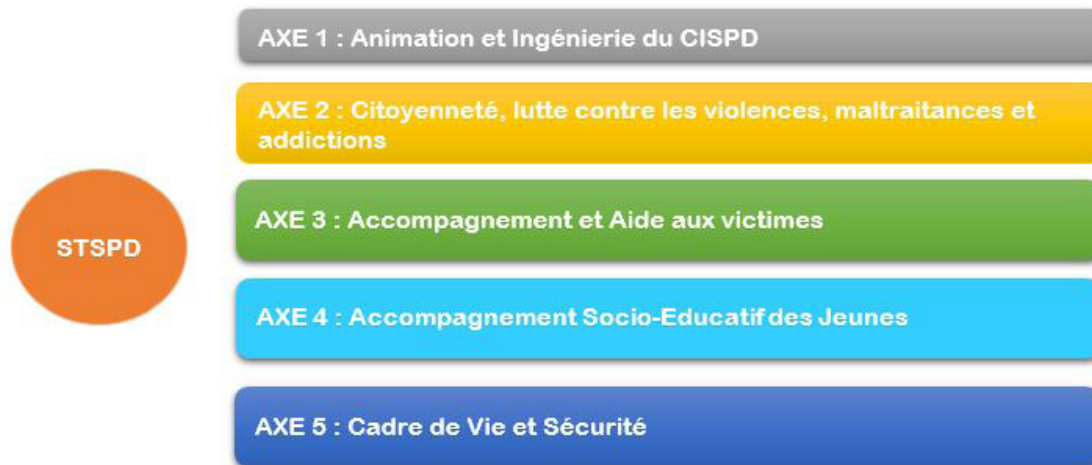 AXE 1 : Animation et Ingénierie du CISPD
AXE 2 : Citoyenneté, lutte contre les violences, maltraitances et
addictions
AXE 3 : Accompagnement et Aide aux victimes
STSPD
AXE 4 : Accompagnement Socio-Educatif des Jeunes
AXE 5 : Cadre de Vie et Sécurité